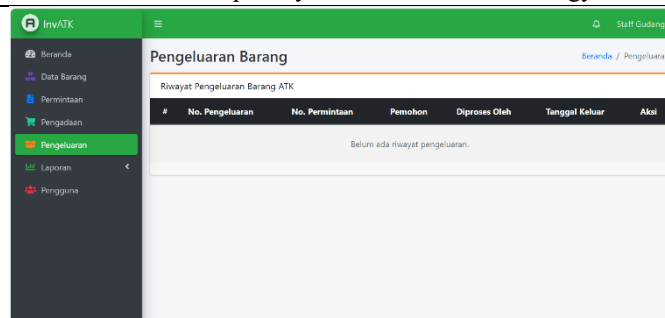 InvATK
Staff Gudang
Beranda
Data Barang
Permintaan
Pengadaan
Pengeluaran
Laporan
Pengguna
Pengeluaran Barang
Beranda / Pengeluara
Riwayat Pengeluaran Barang ATK
# No. Pengeluaran No. Permintaan Pemohon Diproses Oleh Tanggal Keluar Aksi
Belum ada riwayat pengeluaran.